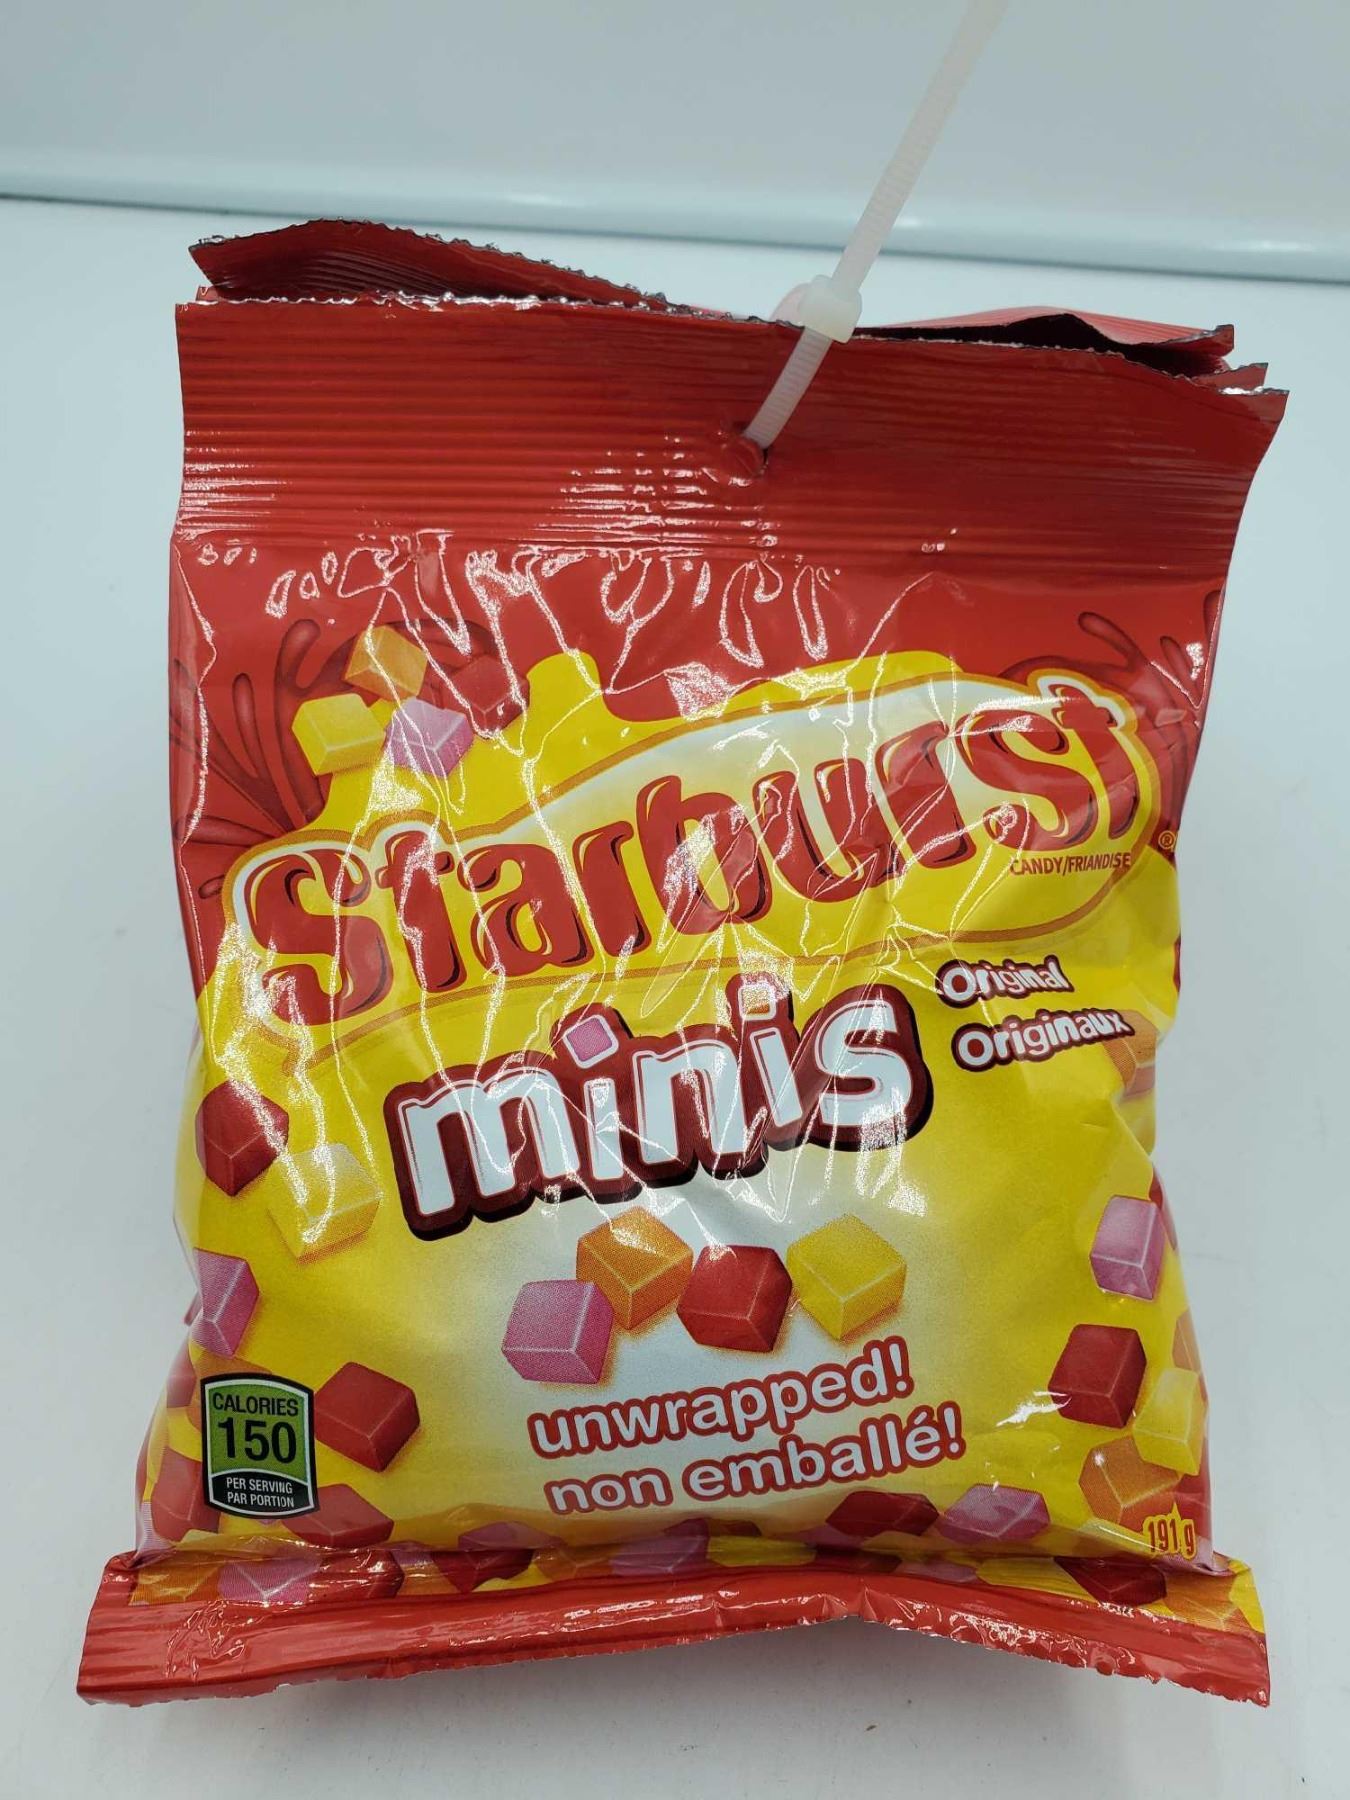 Starburst
®
CANDY/FRIANDISE
minis
Original
Originaux
unwrapped!
non emballé!
CALORIES
150
PER SERVING
PAR PORTION
191 g